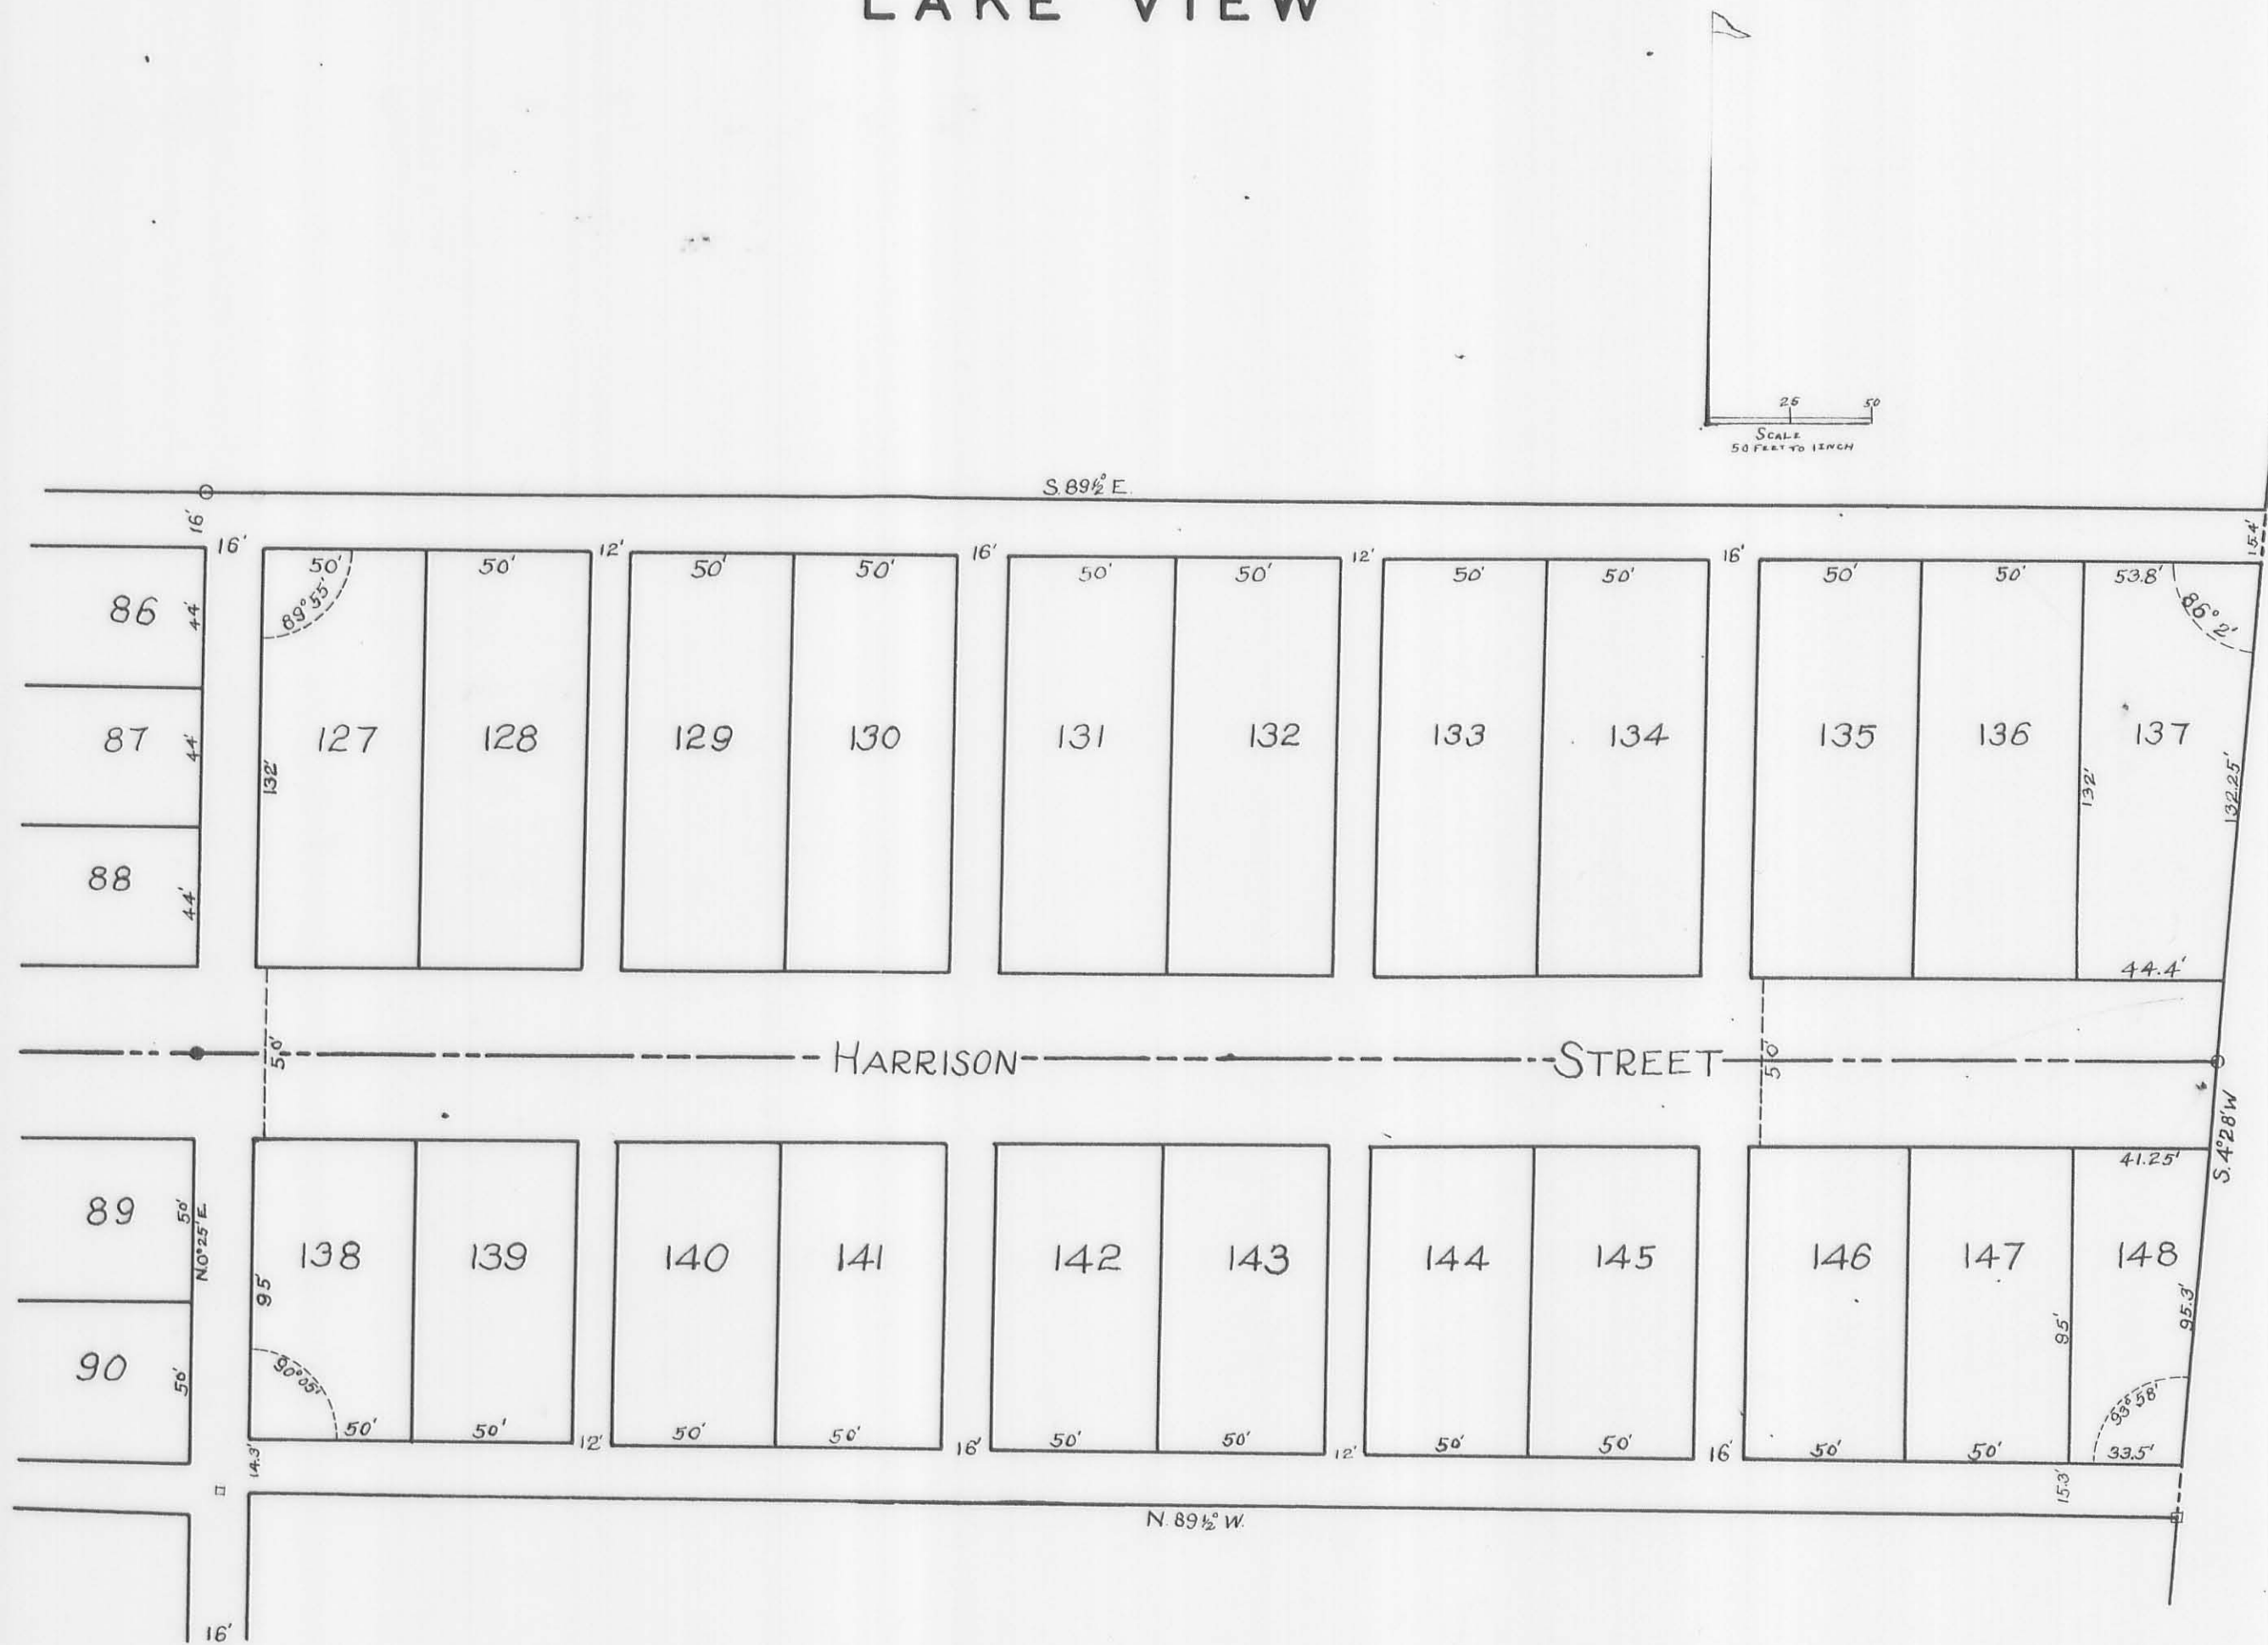 LAKE VIEW
25 50
SCALE
50 FEET TO 1 INCH
S. 89½° E.
16'
15.4'
16' 12' 16' 12' 16'
50' 50' 50' 50' 50' 50' 50' 50' 50' 50' 53.8'
89°55' 86°2'
86 44'
87 44' 127 128 129 130 131 132 133 134 135 136 137
132' 132' 132.25'
88 44'
44.4'
50' HARRISON STREET 50'
S. 4°28' W
41.25'
89 50' N.0°25'E
138 139 140 141 142 143 144 145 146 147 148
95' 95' 95.3'
90 50' 90°05' 93°58'
50' 50' 12' 50' 50' 16' 50' 50' 12' 50' 50' 16' 50' 50' 33.5'
14.3' 15.3'
N. 89½° W.
16'